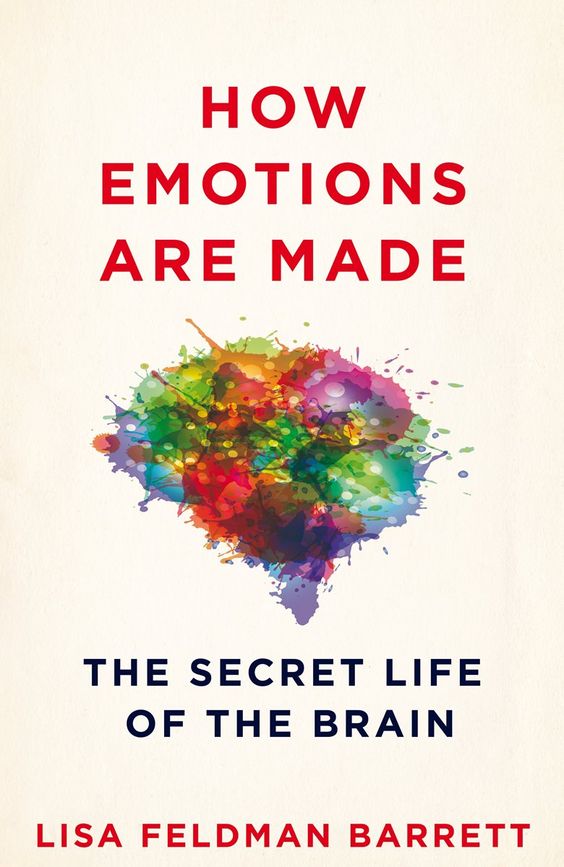 HOW
EMOTIONS
ARE MADE
THE SECRET LIFE
OF THE BRAIN
LISA FELDMAN BARRETT